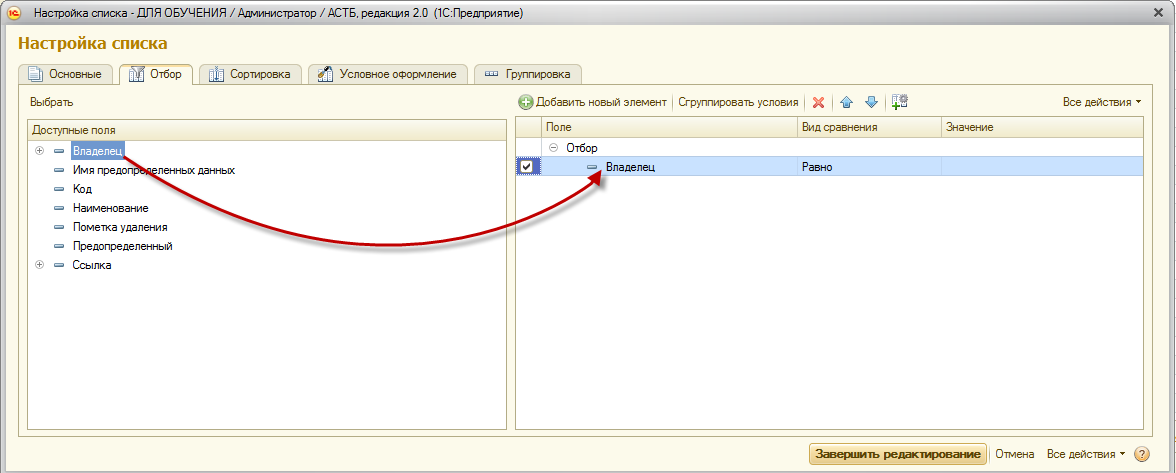 Настройка списка - ДЛЯ ОБУЧЕНИЯ / Администратор / АСТБ, редакция 2.0 (1С:Предприятие)
Настройка списка
Основные Отбор Сортировка Условное оформление Группировка
Выбрать
Добавить новый элемент Сгруппировать условия Все действия
Доступные поля
Владелец
Имя предопределенных данных
Код
Наименование
Пометка удаления
Предопределенный
Ссылка
Поле Вид сравнения Значение
Отбор
Владелец Равно
Завершить редактирование Отмена Все действия ?